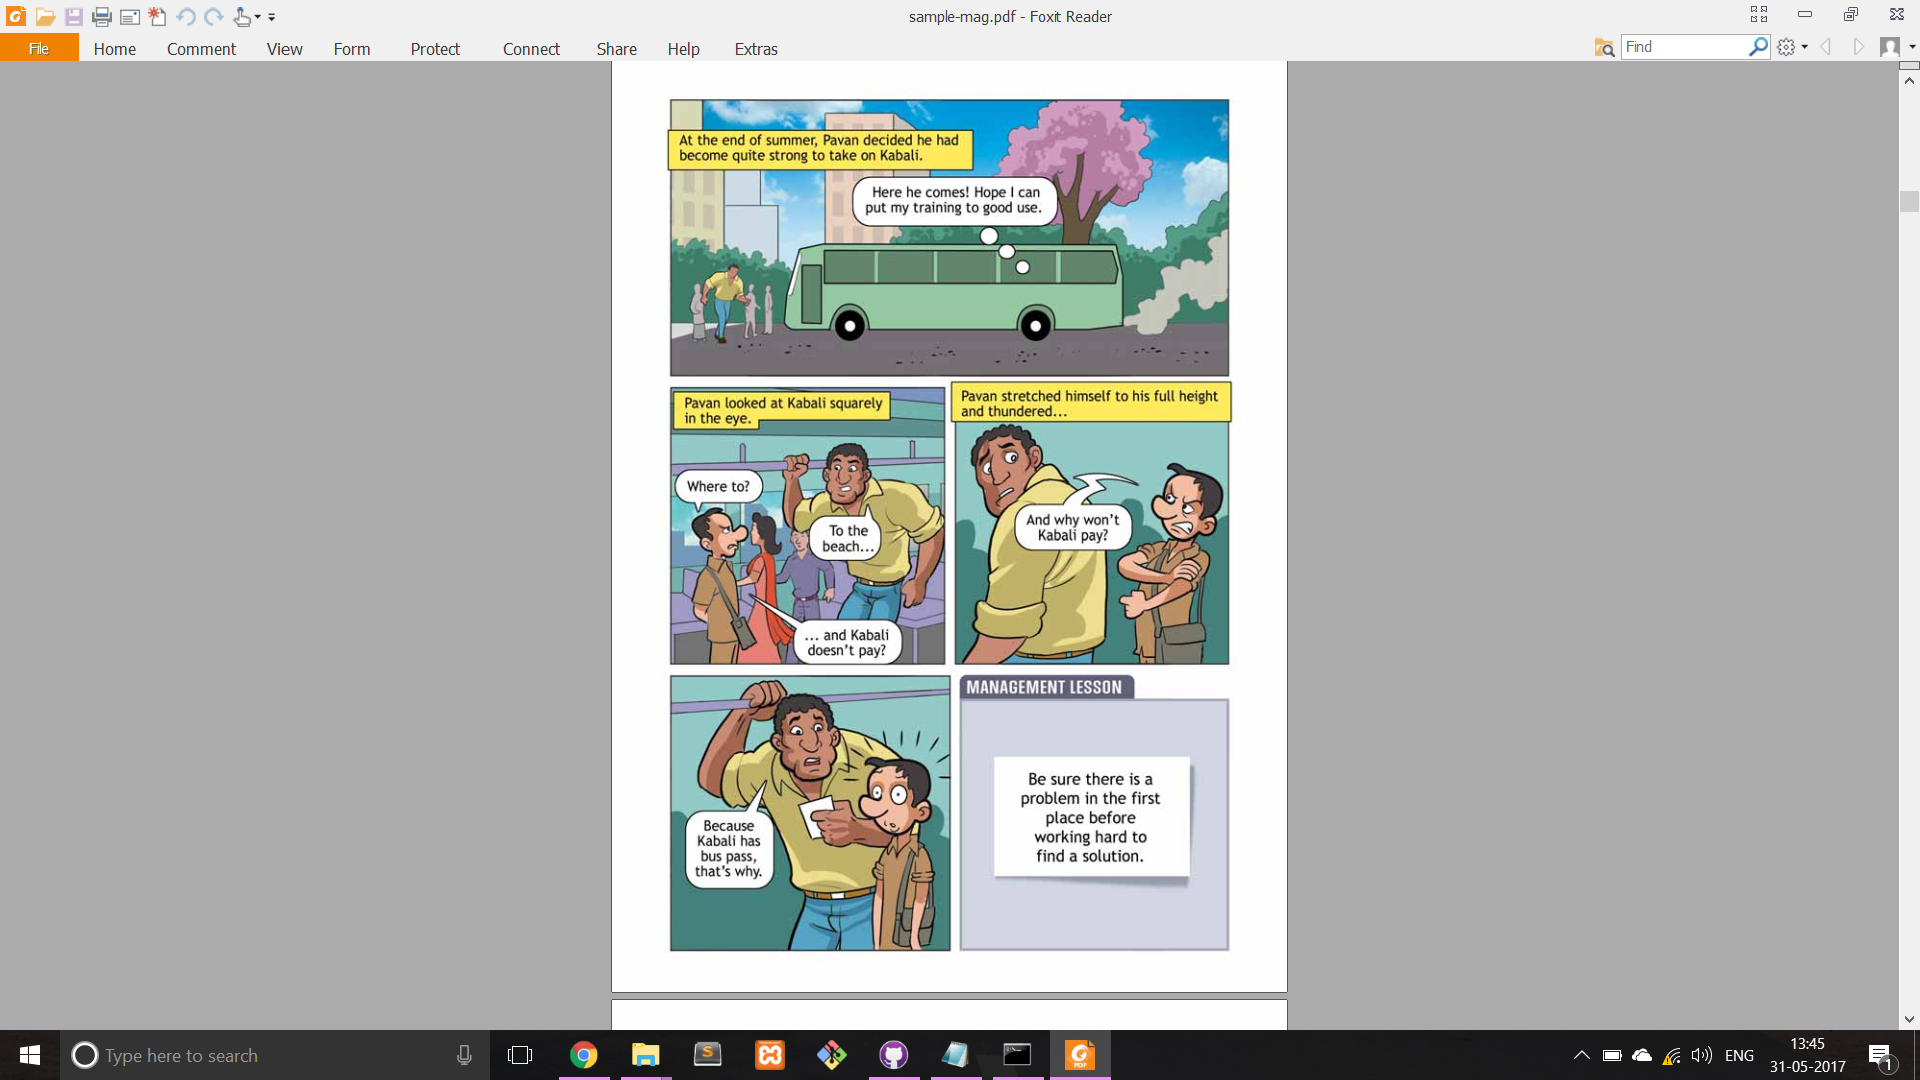 sample-mag.pdf - Foxit Reader
File
Home
Comment
View
Form
Protect
Connect
Share
Help
Extras
Find
At the end of summer, Pavan decided he had
become quite strong to take on Kabali.
Here he comes! Hope I can
put my training to good use.
Pavan looked at Kabali squarely
in the eye.
Where to?
To the
beach...
... and Kabali
doesn't pay?
Pavan stretched himself to his full height
and thundered...
And why won't
Kabali pay?
Because
Kabali has
bus pass,
that's why.
MANAGEMENT LESSON
Be sure there is a
problem in the first
place before
working hard to
find a solution.
Type here to search
S
PDF
ENG
13:45
31-05-2017
1